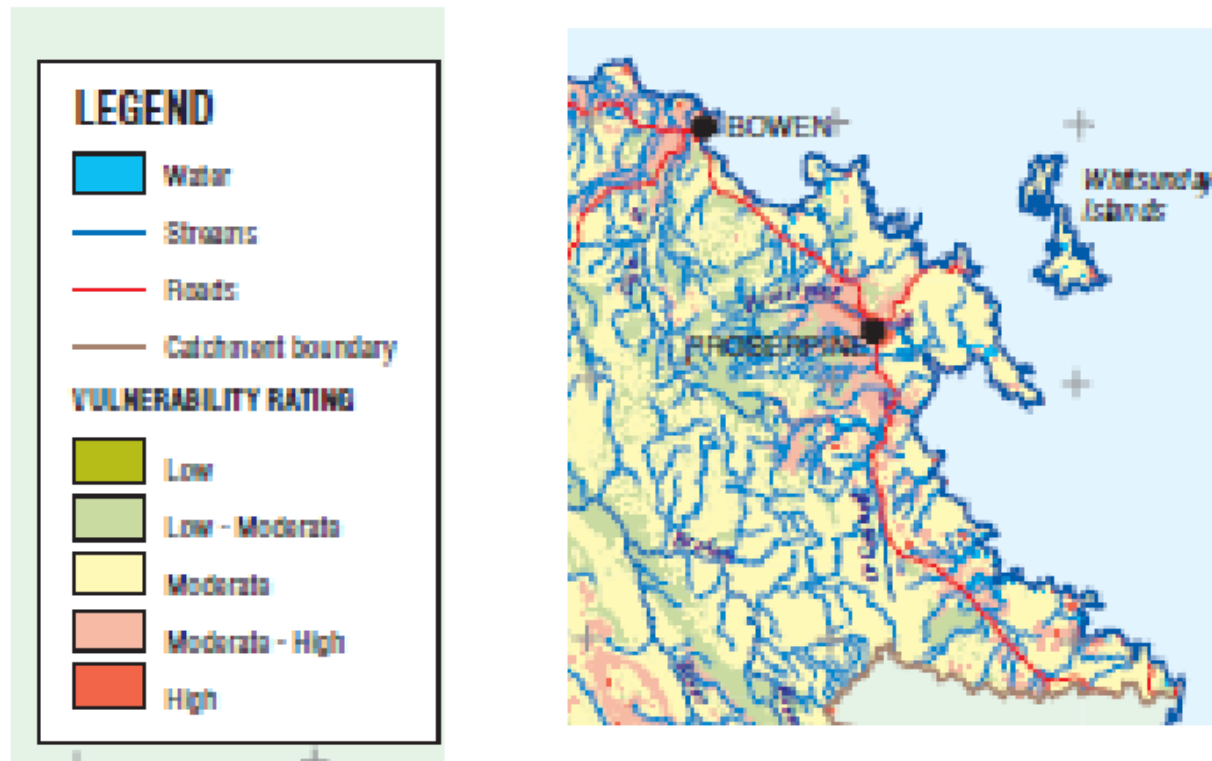 LEGEND
Water
Streams
Roads
Catchment boundary
VULNERABILITY RATING
Low
Low - Moderate
Moderate
Moderate - High
High
BOWEN
Whitsunday
Islands
PROSERPINE